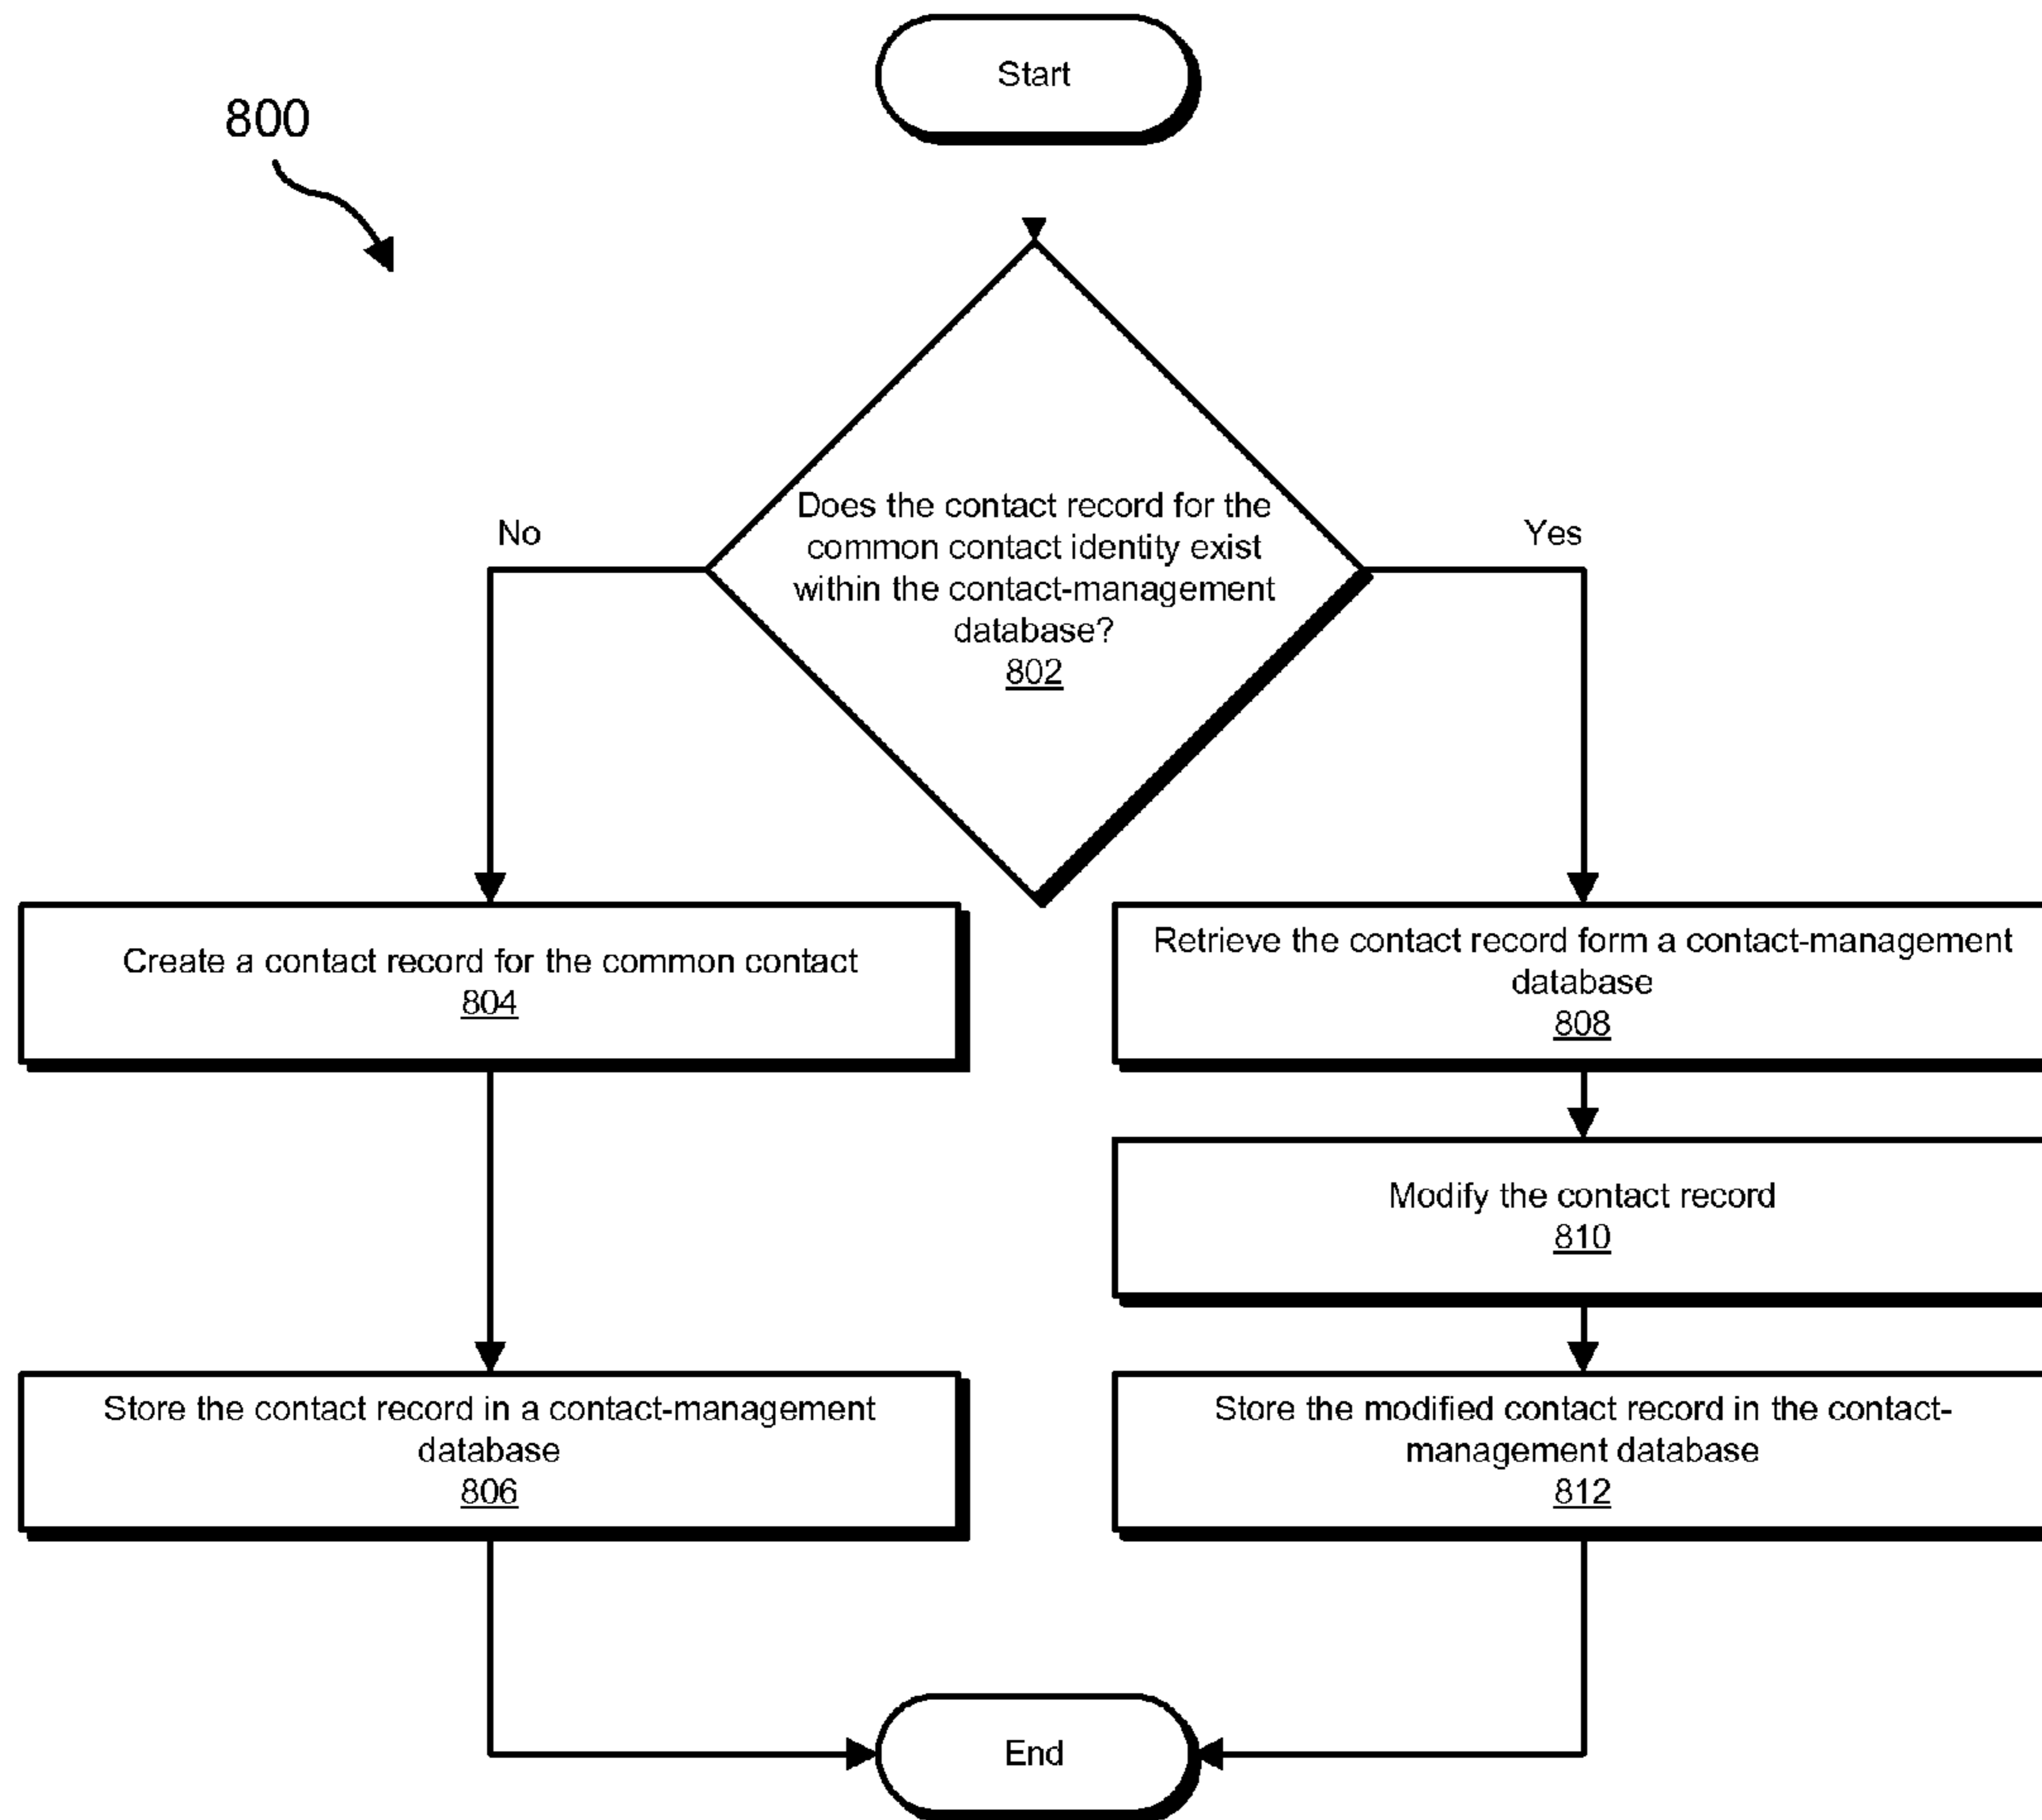 Start
800
Does the contact record for the
common contact identity exist
within the contact-management
database?
802
No
Yes
Create a contact record for the common contact
804
Retrieve the contact record form a contact-management
database
808
Modify the contact record
810
Store the contact record in a contact-management
database
806
Store the modified contact record in the contact-
management database
812
End